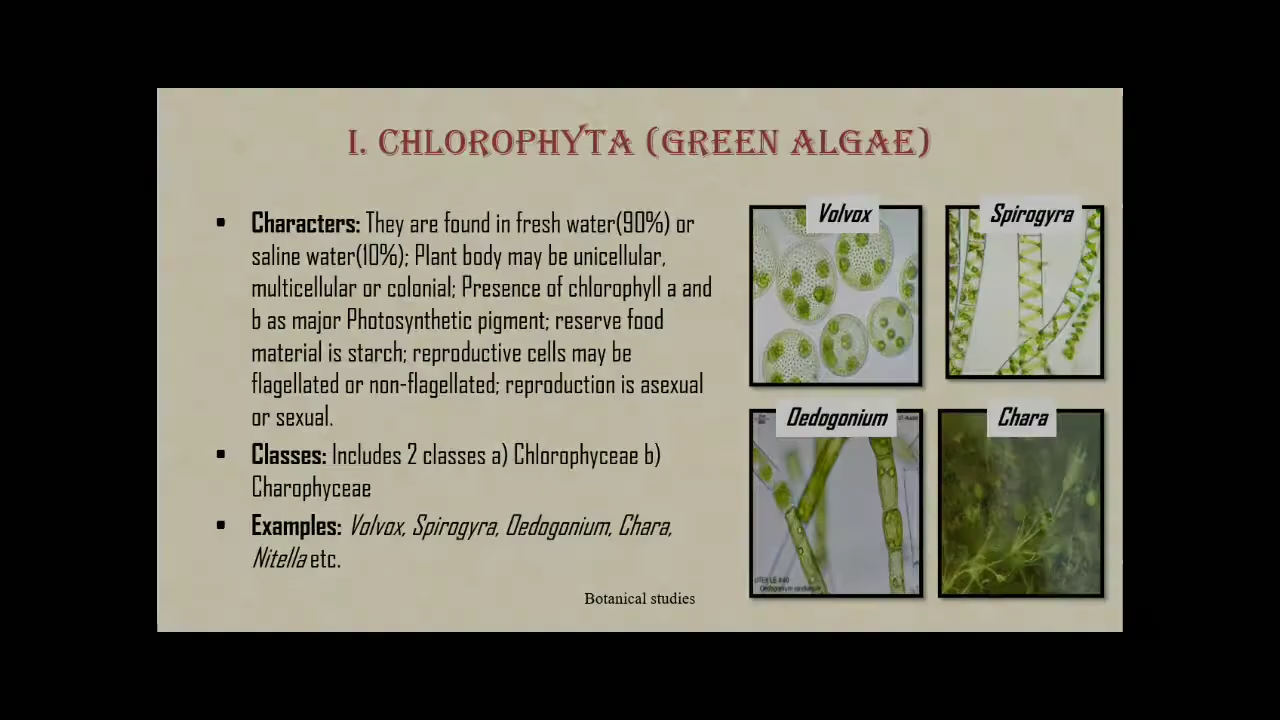 I. CHLOROPHYTA (GREEN ALGAE)
▪ Characters: They are found in fresh water(90%) or
saline water(10%); Plant body may be unicellular,
multicellular or colonial; Presence of chlorophyll a and
b as major Photosynthetic pigment; reserve food
material is starch; reproductive cells may be
flagellated or non-flagellated; reproduction is asexual
or sexual.
▪ Classes: Includes 2 classes a) Chlorophyceae b)
Charophyceae
▪ Examples: Volvox, Spirogyra, Oedogonium, Chara,
Nitella etc.
Botanical studies
Volvox
Spirogyra
Oedogonium
Chara